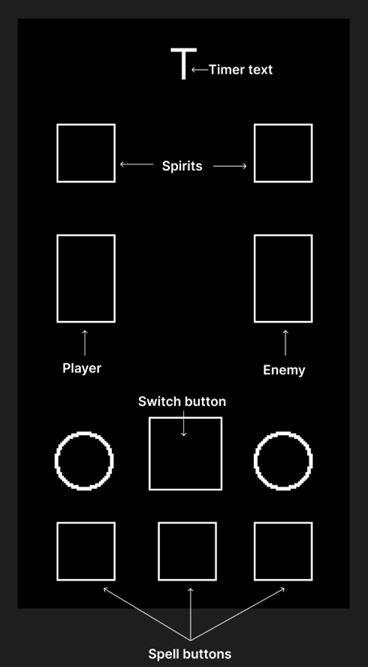 T
Timer text
Spirits
Player
Enemy
Switch button
Spell buttons